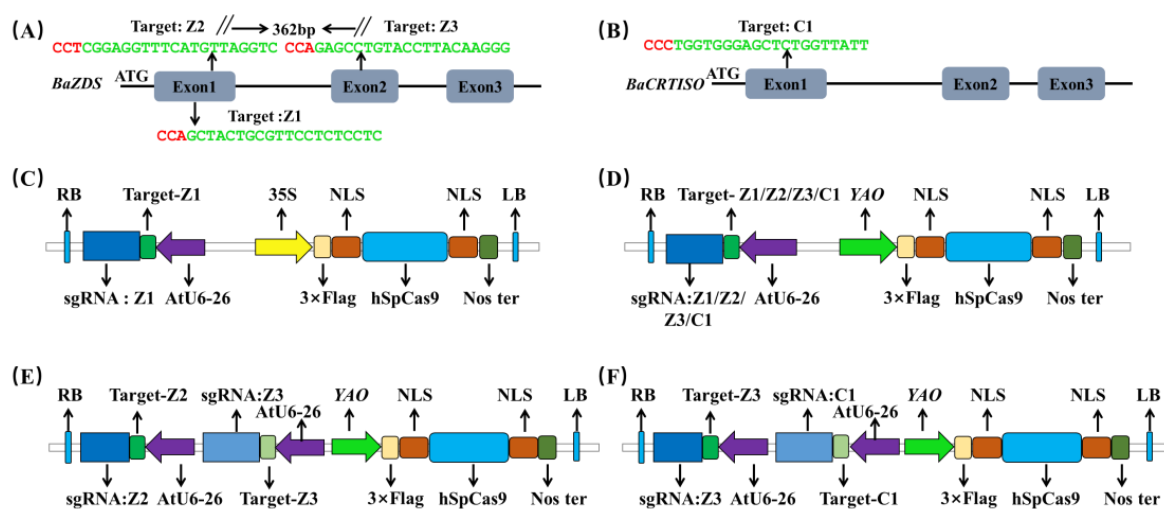 (A)
Target: Z2
362bp
Target: Z3
CCTCGGAGGTTTCATGTTAGGTC CCAGAGCCTGTACCTTACAAGGG
BaZDS
ATG
Exon1
Exon2
Exon3
Target :Z1
CCAGCTACTGCGTTCCTCTCCTC
(B)
Target: C1
CCCTGGTGGGAGCTCTGGTTATT
BaCRTISO
ATG
Exon1
Exon2
Exon3
(C)
RB
Target-Z1
35S
NLS
NLS
LB
sgRNA : Z1
AtU6-26
3×Flag
hSpCas9
Nos ter
(D)
RB
Target- Z1/Z2/Z3/C1
YAO
NLS
NLS
LB
sgRNA:Z1/Z2/
Z3/C1
AtU6-26
3×Flag
hSpCas9
Nos ter
(E)
RB
Target-Z2
sgRNA:Z3
AtU6-26
YAO
NLS
NLS
LB
sgRNA:Z2
AtU6-26
Target-Z3
3×Flag
hSpCas9
Nos ter
(F)
RB
Target-Z3
sgRNA:C1
AtU6-26
YAO
NLS
NLS
LB
sgRNA:Z3
AtU6-26
Target-C1
3×Flag
hSpCas9
Nos ter